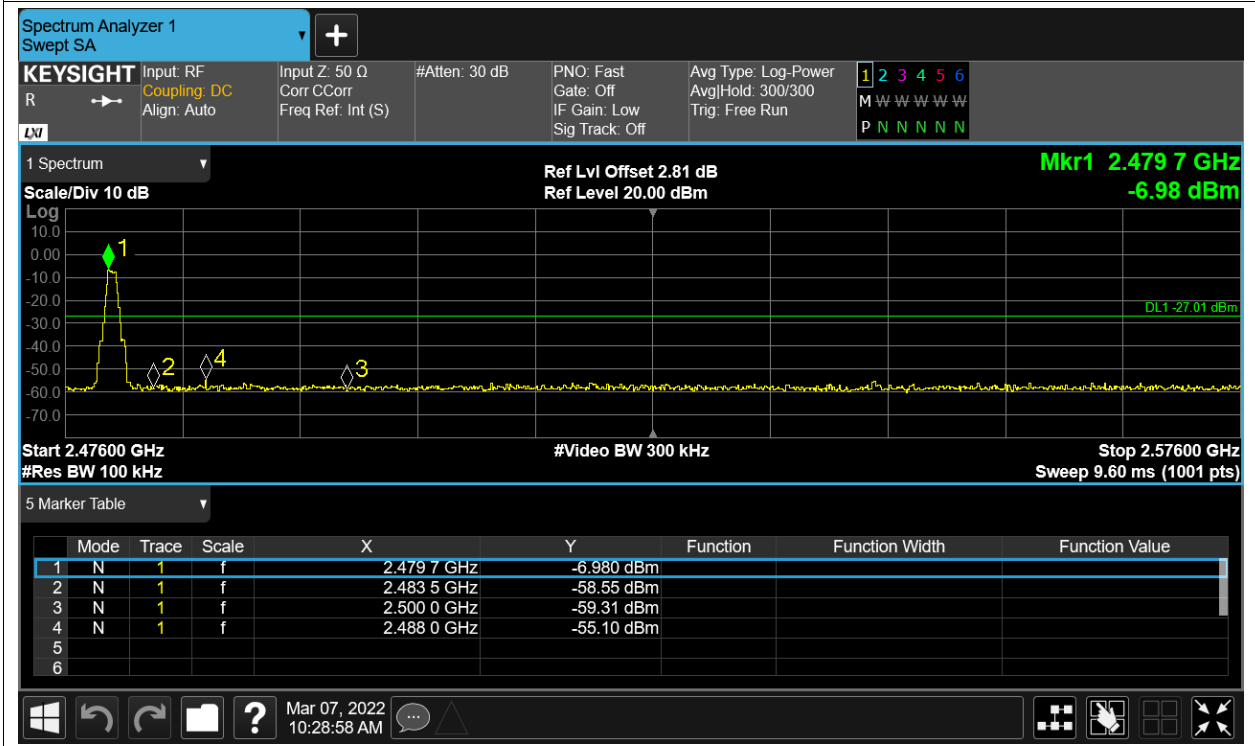 Spectrum Analyzer 1
Swept SA
+
KEYSIGHT Input: RF Input Z: 50 Ω #Atten: 30 dB PNO: Fast Avg Type: Log-Power 1 2 3 4 5 6
R Coupling: DC Corr CCorr Gate: Off Avg|Hold: 300/300 M W W W W W
Align: Auto Freq Ref: Int (S) IF Gain: Low Trig: Free Run
LXI Sig Track: Off P N N N N N
1 Spectrum Ref Lvl Offset 2.81 dB Mkr1 2.479 7 GHz
Scale/Div 10 dB Ref Level 20.00 dBm -6.98 dBm
Log
10.0
0.00 1
-10.0
-20.0 DL1 -27.01 dBm
-30.0
-40.0
-50.0 2 4 3
-60.0
-70.0
Start 2.47600 GHz #Video BW 300 kHz Stop 2.57600 GHz
#Res BW 100 kHz Sweep 9.60 ms (1001 pts)
5 Marker Table
Mode Trace Scale X Y Function Function Width Function Value
1 N 1 f 2.479 7 GHz -6.980 dBm
2 N 1 f 2.483 5 GHz -58.55 dBm
3 N 1 f 2.500 0 GHz -59.31 dBm
4 N 1 f 2.488 0 GHz -55.10 dBm
5
6
? Mar 07, 2022
10:28:58 AM